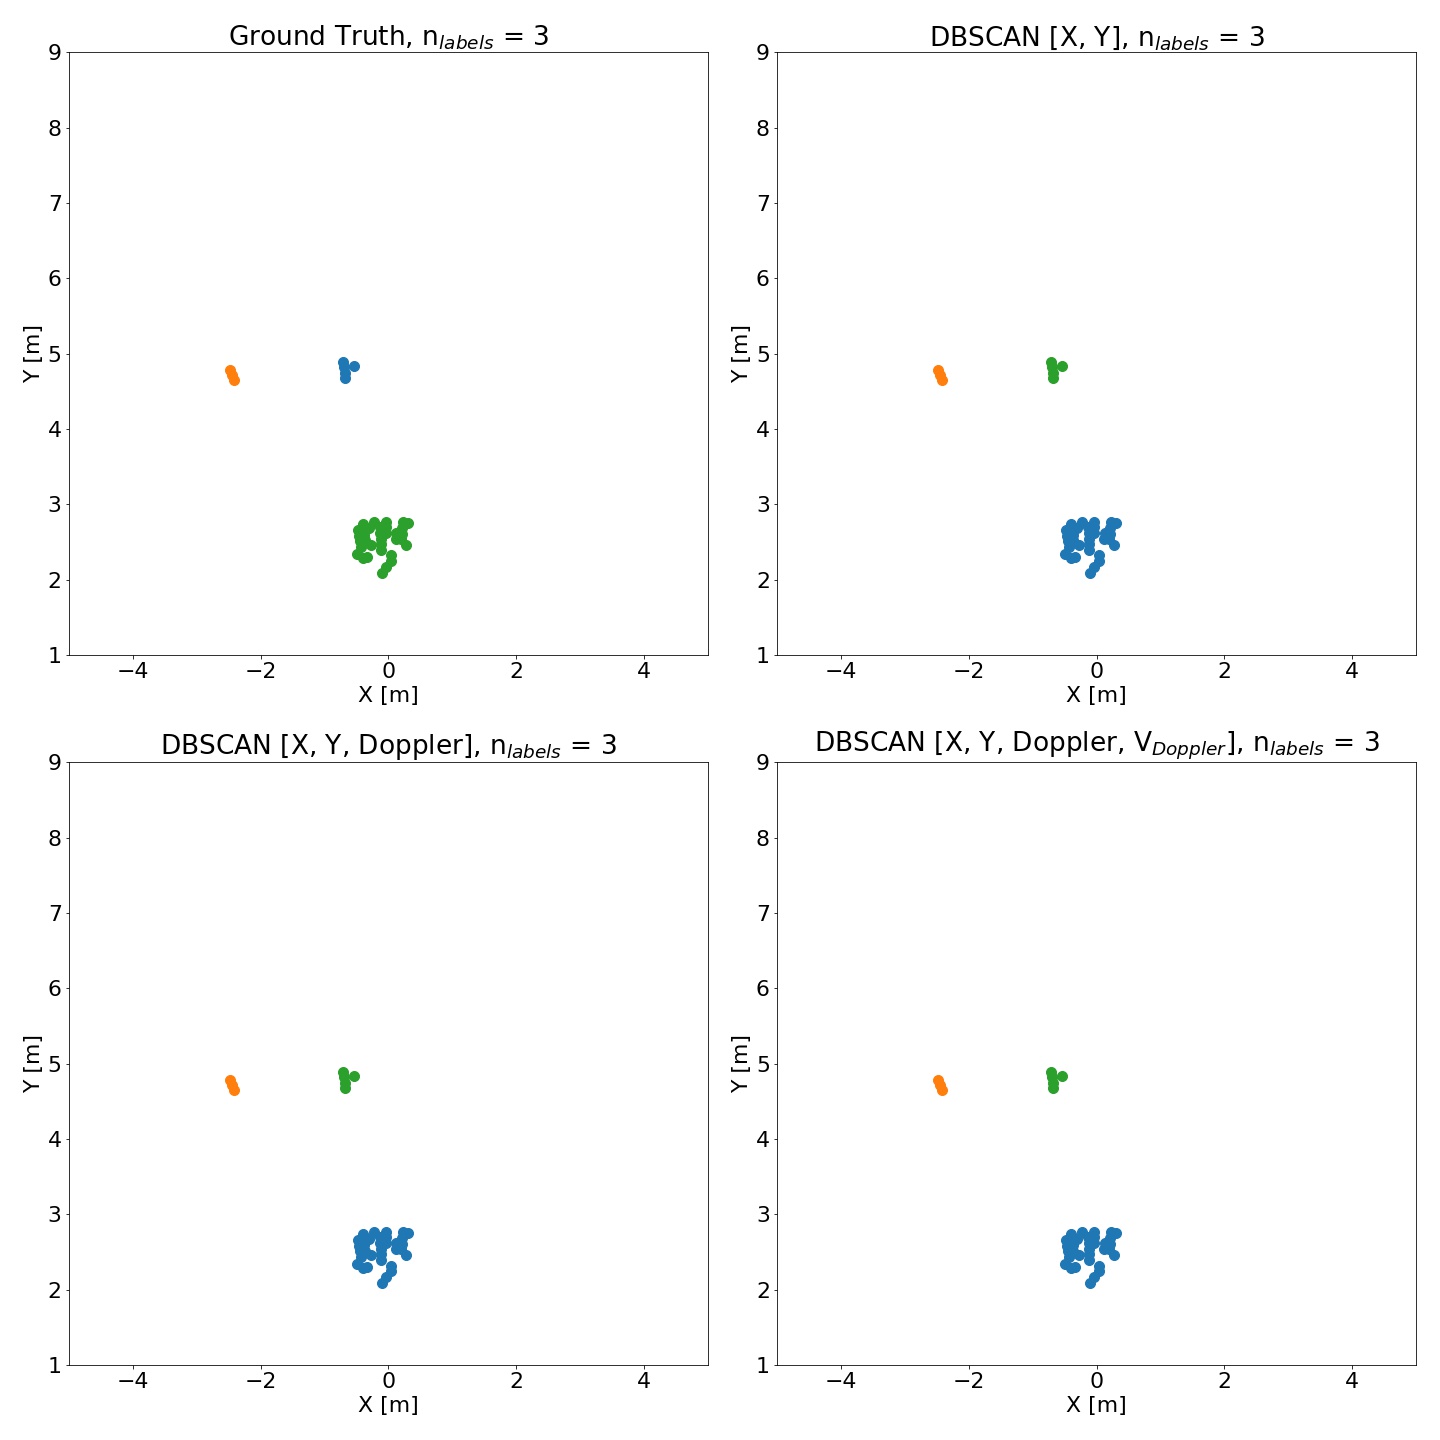 Ground Truth, n_labels = 3
9
8
7
6
5
4
3
2
1
Y [m]
−4 −2 0 2 4
X [m]
DBSCAN [X, Y], n_labels = 3
9
8
7
6
5
4
3
2
1
Y [m]
−4 −2 0 2 4
X [m]
DBSCAN [X, Y, Doppler], n_labels = 3
9
8
7
6
5
4
3
2
1
Y [m]
−4 −2 0 2 4
X [m]
DBSCAN [X, Y, Doppler, V_Doppler], n_labels = 3
9
8
7
6
5
4
3
2
1
Y [m]
−4 −2 0 2 4
X [m]